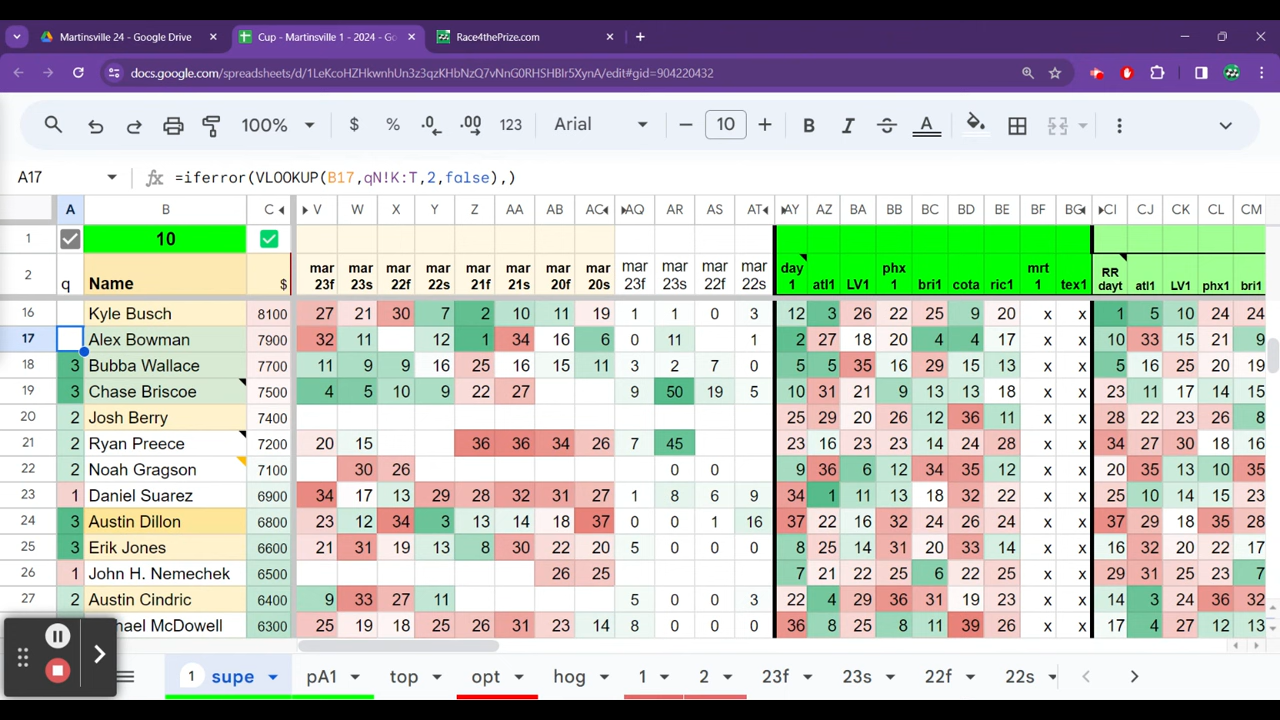 Martinsville 24 - Google Drive
Cup - Martinsville 1 - 2024 - Go
Race4thePrize.com
docs.google.com/spreadsheets/d/1LeKcoHZHkwnhUn3z3qzKHbNzQ7vNnG0RHSHBIr5XynA/edit#gid=904220432
100% $ % .0 .00 123 Arial 10 B I S A
A17 fx =iferror(VLOOKUP(B17,qN!K:T,2,false),)
A B C V W X Y Z AA AB AC AQ AR AS AT AY AZ BA BB BC BD BE BF BG CI CJ CK CL CM
1 10
2 q Name $ mar 23f mar 23s mar 22f mar 22s mar 21f mar 21s mar 20f mar 20s mar 23f mar 23s mar 22f mar 22s day 1 atl1 LV1 phx 1 bri1 cota ric1 mrt 1 tex1 RR dayt atl1 LV1 phx1 bri1
16 Kyle Busch 8100 27 21 30 7 2 10 11 19 1 1 0 3 12 3 26 22 25 9 20 x x 1 5 10 24 24
17 Alex Bowman 7900 32 11 12 1 34 16 6 0 11 1 2 27 18 20 4 4 17 x x 10 33 15 21 9
18 3 Bubba Wallace 7700 11 9 9 16 25 16 15 11 3 2 7 0 5 5 35 16 29 15 13 x x 5 16 25 20 19
19 3 Chase Briscoe 7500 4 5 10 9 22 27 9 50 19 5 10 31 21 9 13 13 18 x x 23 11 17 14 15
20 2 Josh Berry 7400 25 29 20 26 12 36 11 x x 28 22 23 26 8
21 2 Ryan Preece 7200 20 15 36 36 34 26 7 45 23 16 23 23 14 24 28 x x 34 27 30 18 16
22 2 Noah Gragson 7100 30 26 0 0 9 36 6 12 34 35 12 x x 20 35 13 10 35
23 1 Daniel Suarez 6900 34 17 13 29 28 32 31 27 1 8 6 9 34 1 11 13 18 32 22 x x 25 10 14 15 23
24 3 Austin Dillon 6800 23 12 34 3 13 14 18 37 0 0 1 16 37 22 16 32 24 26 24 x x 37 29 18 35 28
25 3 Erik Jones 6600 21 31 19 13 8 30 22 20 5 0 0 0 8 25 14 31 20 33 14 x x 16 32 20 22 17
26 1 John H. Nemechek 6500 26 25 7 21 22 25 6 22 25 x x 29 31 25 23 7
27 2 Austin Cindric 6400 9 33 27 11 5 0 0 3 22 4 29 36 31 19 23 x x 14 3 24 36 32
hael McDowell 6300 25 19 18 25 26 31 23 14 8 0 0 0 36 8 25 8 11 39 26 x x 17 4 27 12 13
1 supe pA1 top opt hog 1 2 23f 23s 22f 22s